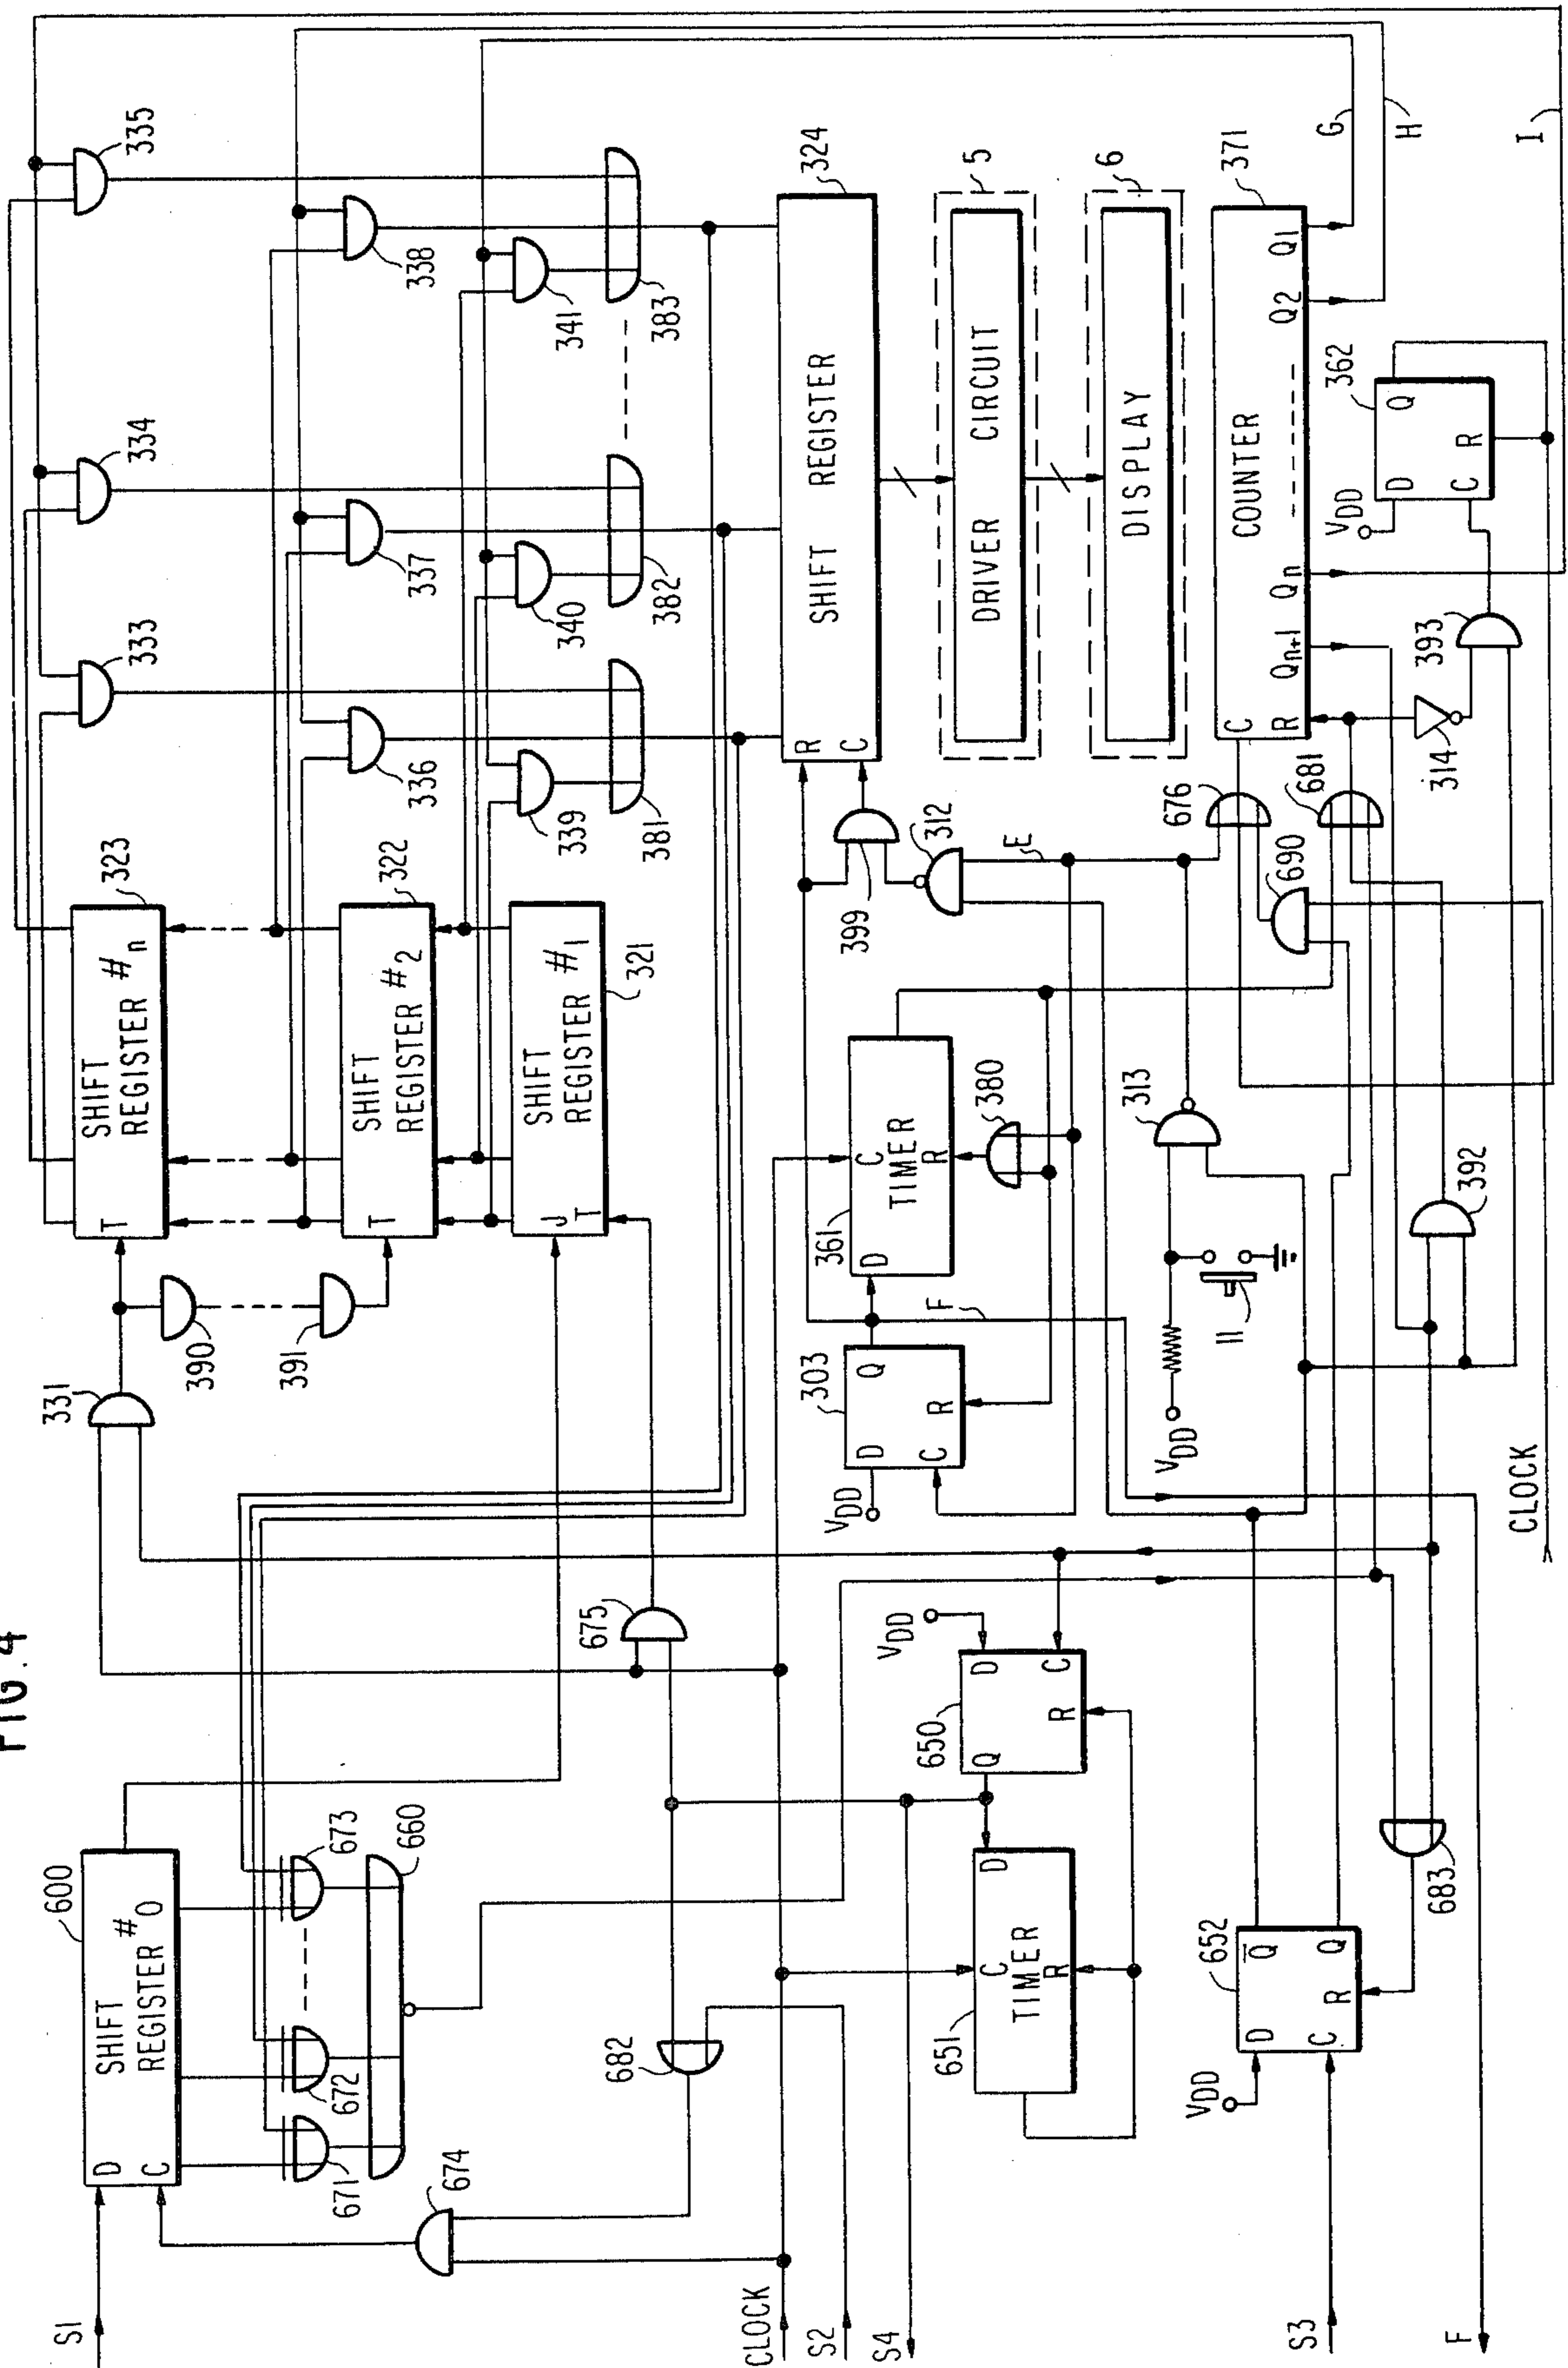 FIG. 4
S1
D
C
SHIFT
REGISTER #0
600
671
672
673
660
674
682
675
CLOCK
S2
S4
S3
F
331
390
391
T
SHIFT
REGISTER #n
323
T
SHIFT
REGISTER #2
322
J
T
SHIFT
REGISTER #1
321
333
334
335
336
337
338
339
340
341
381
382
383
R
C
SHIFT REGISTER
324
399
312
E
DRIVER CIRCUIT
5
DISPLAY
6
C
R
COUNTER
371
Qn+1
Qn
Q2
Q1
G
H
I
VDD
D
C
R
Q
362
393
314
681
676
690
303
VDD
D
C
R
Q
F
361
D
C
R
TIMER
380
313
11
VDD
392
CLOCK
VDD
650
D
C
R
Q
651
D
C
R
TIMER
652
VDD
D
C
R
Q̅
Q
683